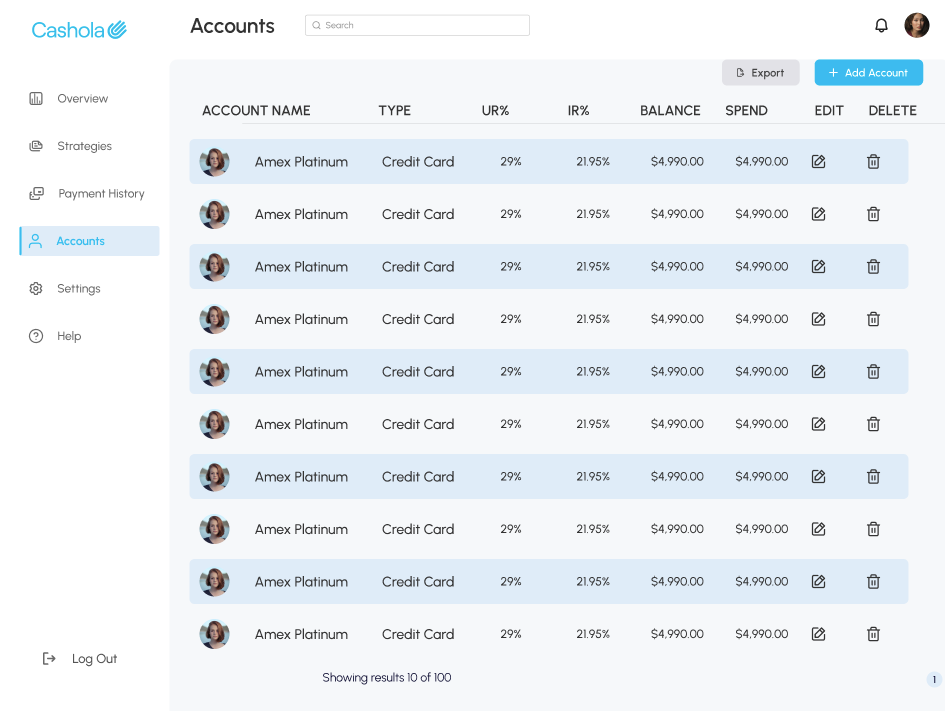 Cashola
Accounts
Search
Export
Add Account
Overview
Strategies
Payment History
Accounts
Settings
Help
Log Out
ACCOUNT NAME TYPE UR% IR% BALANCE SPEND EDIT DELETE
Amex Platinum Credit Card 29% 21.95% $4,990.00 $4,990.00
Amex Platinum Credit Card 29% 21.95% $4,990.00 $4,990.00
Amex Platinum Credit Card 29% 21.95% $4,990.00 $4,990.00
Amex Platinum Credit Card 29% 21.95% $4,990.00 $4,990.00
Amex Platinum Credit Card 29% 21.95% $4,990.00 $4,990.00
Amex Platinum Credit Card 29% 21.95% $4,990.00 $4,990.00
Amex Platinum Credit Card 29% 21.95% $4,990.00 $4,990.00
Amex Platinum Credit Card 29% 21.95% $4,990.00 $4,990.00
Amex Platinum Credit Card 29% 21.95% $4,990.00 $4,990.00
Amex Platinum Credit Card 29% 21.95% $4,990.00 $4,990.00
Showing results 10 of 100
1